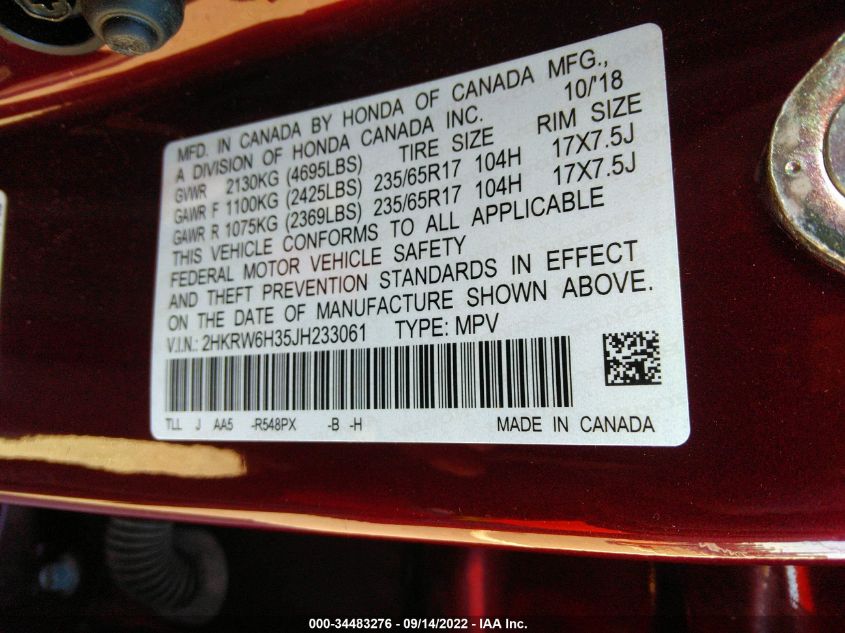 MFD. IN CANADA BY HONDA OF CANADA MFG.,
A DIVISION OF HONDA CANADA INC. 10/'18
GVWR 2130KG (4695LBS) TIRE SIZE RIM SIZE
GAWR F 1100KG (2425LBS) 235/65R17 104H 17X7.5J
GAWR R 1075KG (2369LBS) 235/65R17 104H 17X7.5J
THIS VEHICLE CONFORMS TO ALL APPLICABLE
FEDERAL MOTOR VEHICLE SAFETY
AND THEFT PREVENTION STANDARDS IN EFFECT
ON THE DATE OF MANUFACTURE SHOWN ABOVE.
V.I.N.: 2HKRW6H35JH233061 TYPE: MPV
TLL J AA5 -R548PX -B -H MADE IN CANADA
000-34483276 - 09/14/2022 - IAA Inc.